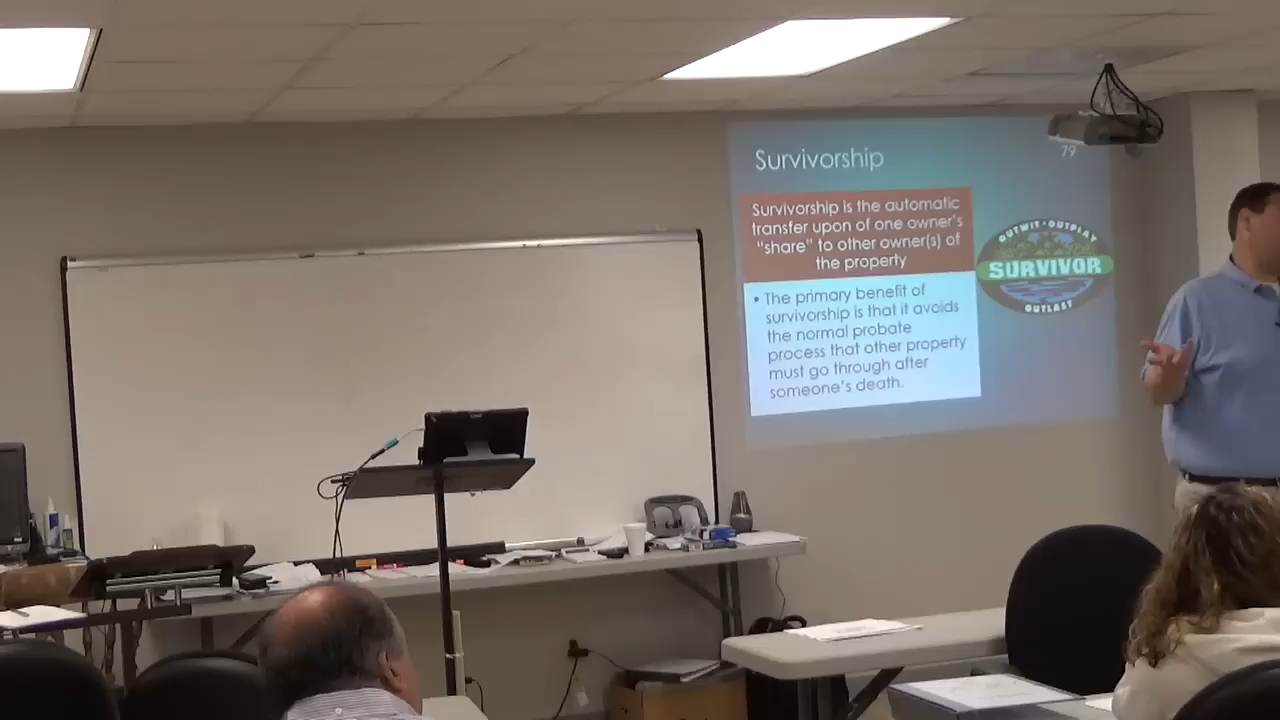 Survivorship
79
Survivorship is the automatic
transfer upon of one owner's
"share" to other owner(s) of
the property
• The primary benefit of
survivorship is that it avoids
the normal probate
process that other property
must go through after
someone's death.
OUTWIT • OUTPLAY
SURVIVOR
OUTLAST